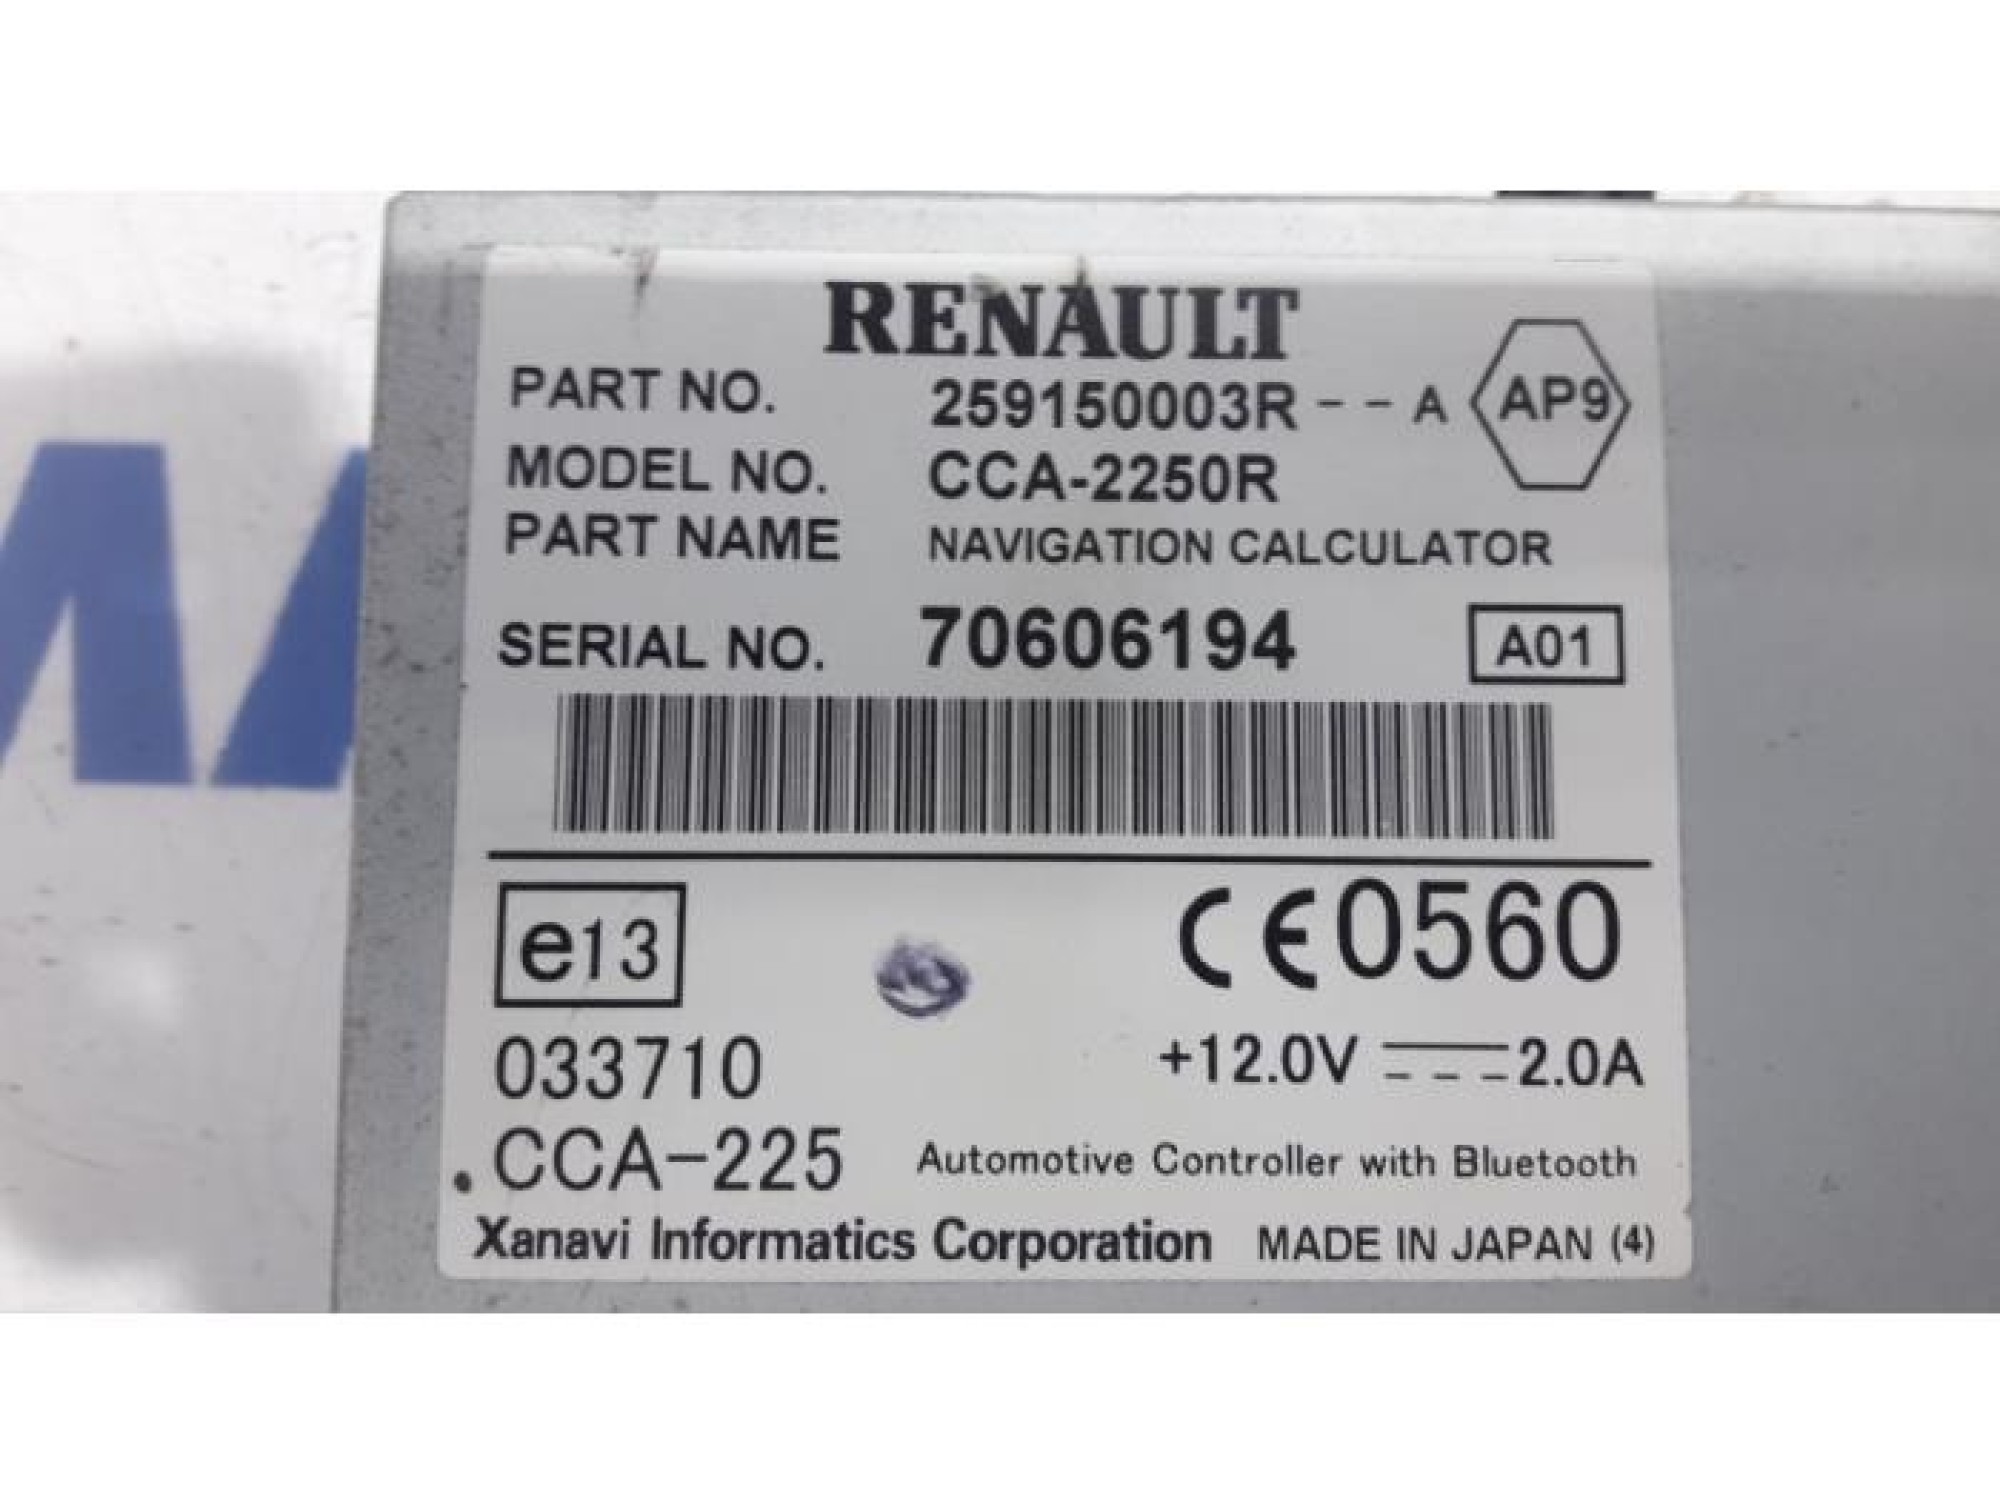 RENAULT
PART NO. 259150003R - - A AP9
MODEL NO. CCA-2250R
PART NAME NAVIGATION CALCULATOR
SERIAL NO. 70606194 A01
e13 CE0560
033710 +12.0V 2.0A
CCA-225 Automotive Controller with Bluetooth
Xanavi Informatics Corporation MADE IN JAPAN (4)